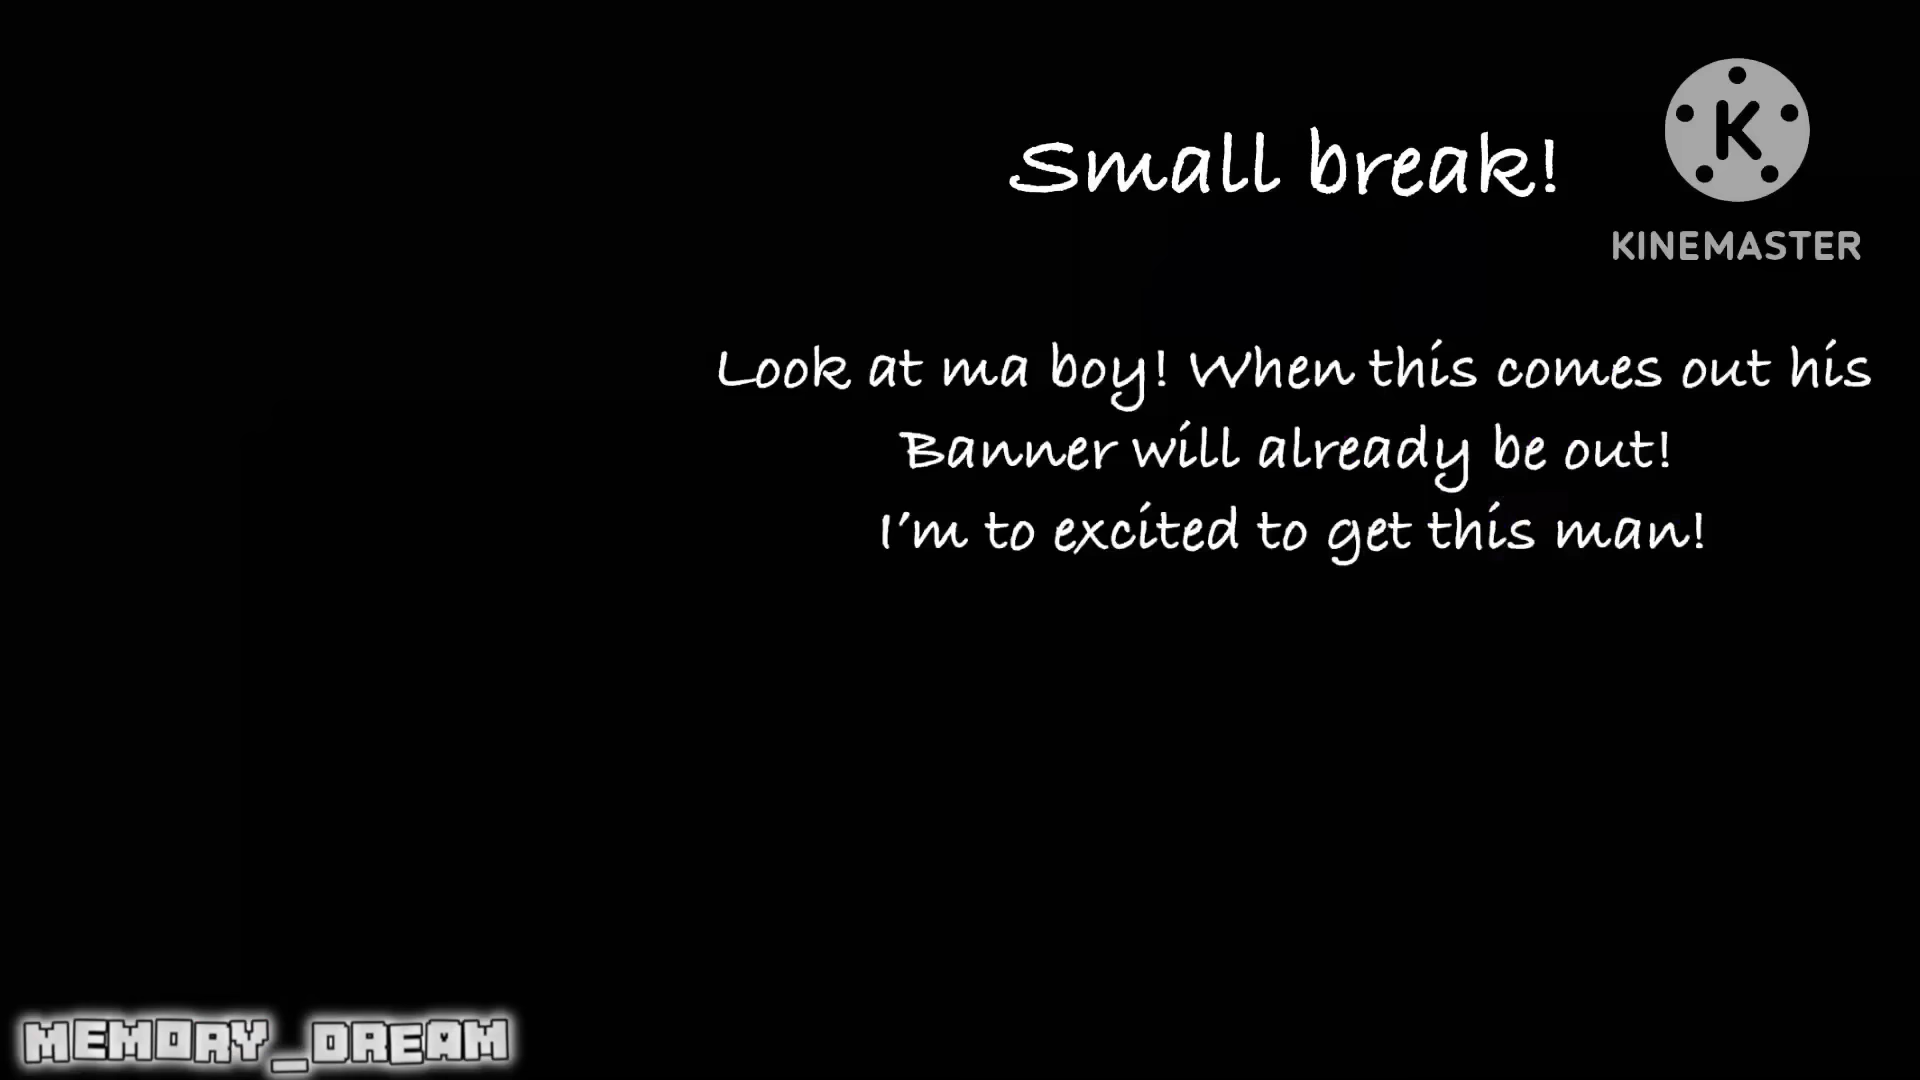 Small break!
KINEMASTER
Look at ma boy! When this comes out his
Banner will already be out!
I'm to excited to get this man!
MEMORY_DREAM